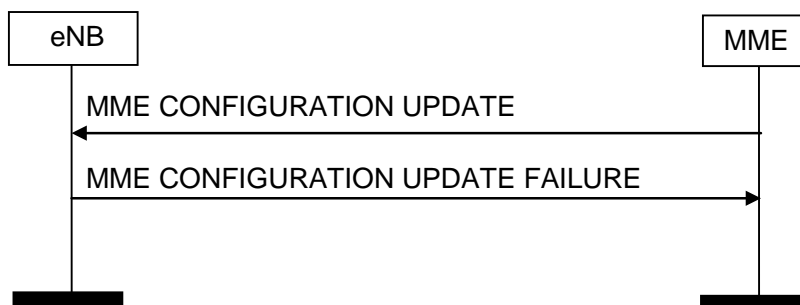 eNB
MME
MME CONFIGURATION UPDATE
MME CONFIGURATION UPDATE FAILURE